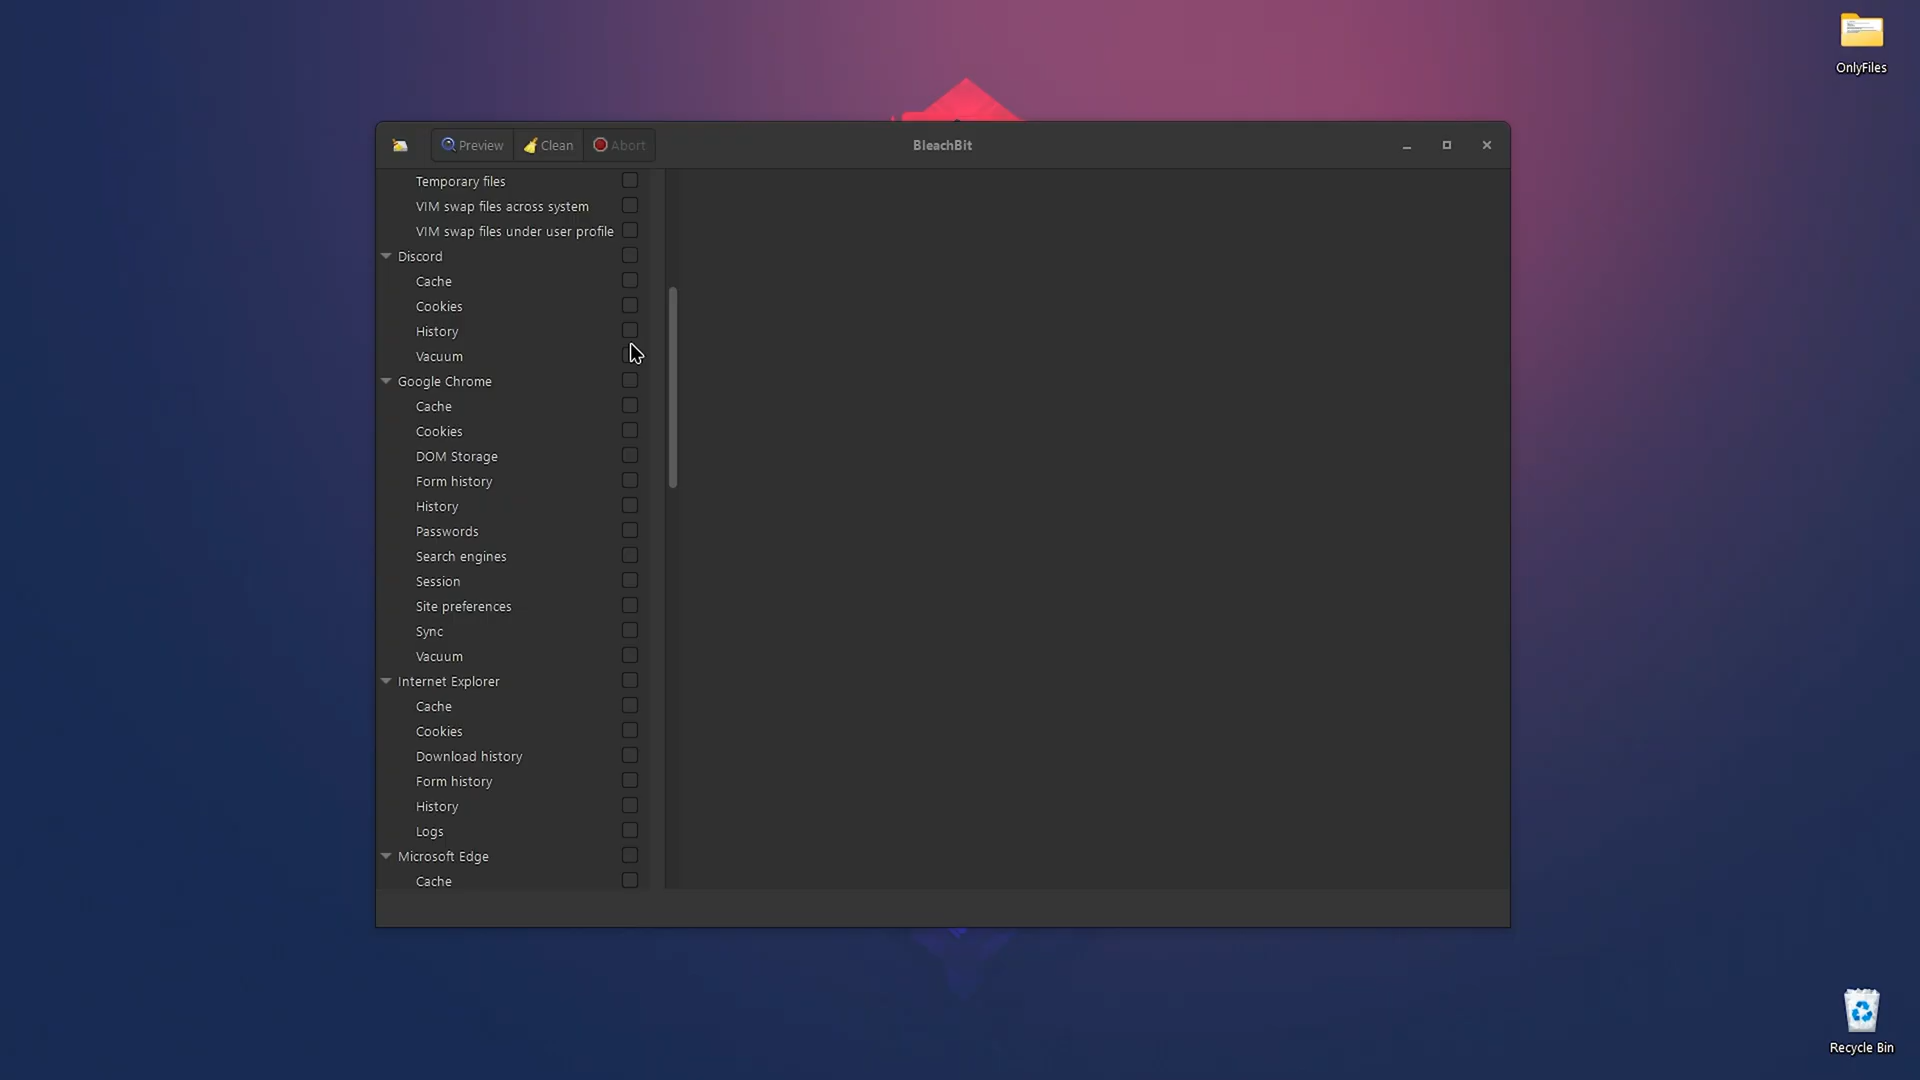 OnlyFiles
Preview
Clean
Abort
BleachBit
Temporary files
VIM swap files across system
VIM swap files under user profile
Discord
Cache
Cookies
History
Vacuum
Google Chrome
Cache
Cookies
DOM Storage
Form history
History
Passwords
Search engines
Session
Site preferences
Sync
Vacuum
Internet Explorer
Cache
Cookies
Download history
Form history
History
Logs
Microsoft Edge
Cache
Recycle Bin